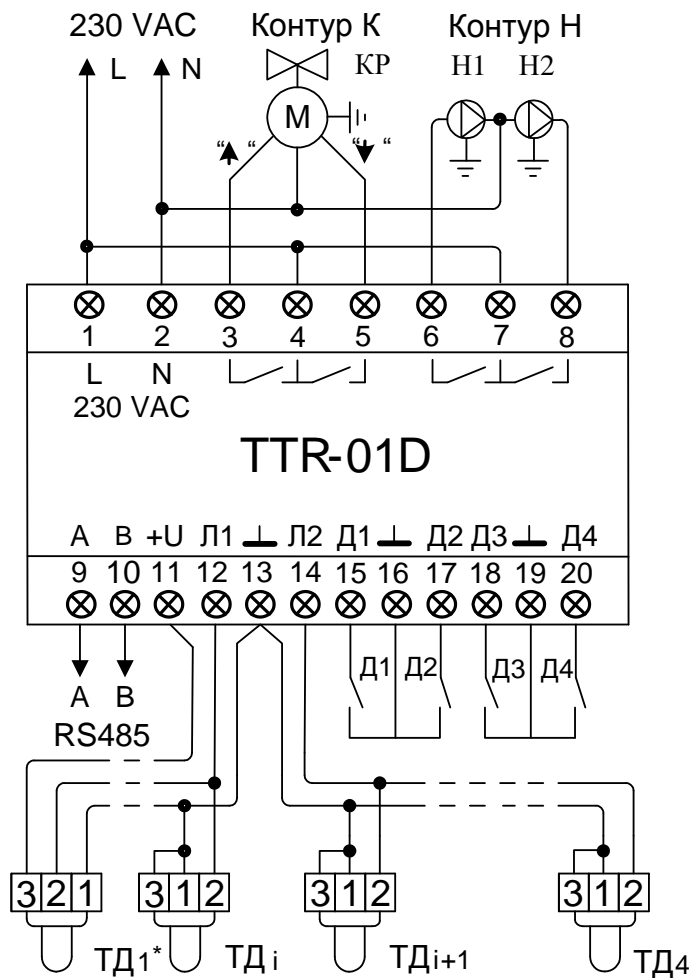 230 VAC Контур К Контур Н
L N КР Н1 Н2
М
“ “ “ “
1 2 3 4 5 6 7 8
L N
230 VAC
TTR-01D
A B +U Л1 Л2 Д1 Д2 Д3 Д4
9 10 11 12 13 14 15 16 17 18 19 20
Д1 Д2 Д3 Д4
A B
RS485
3 2 1 3 1 2 3 1 2 3 1 2
ТД1* ТД i ТДi+1 ТД4